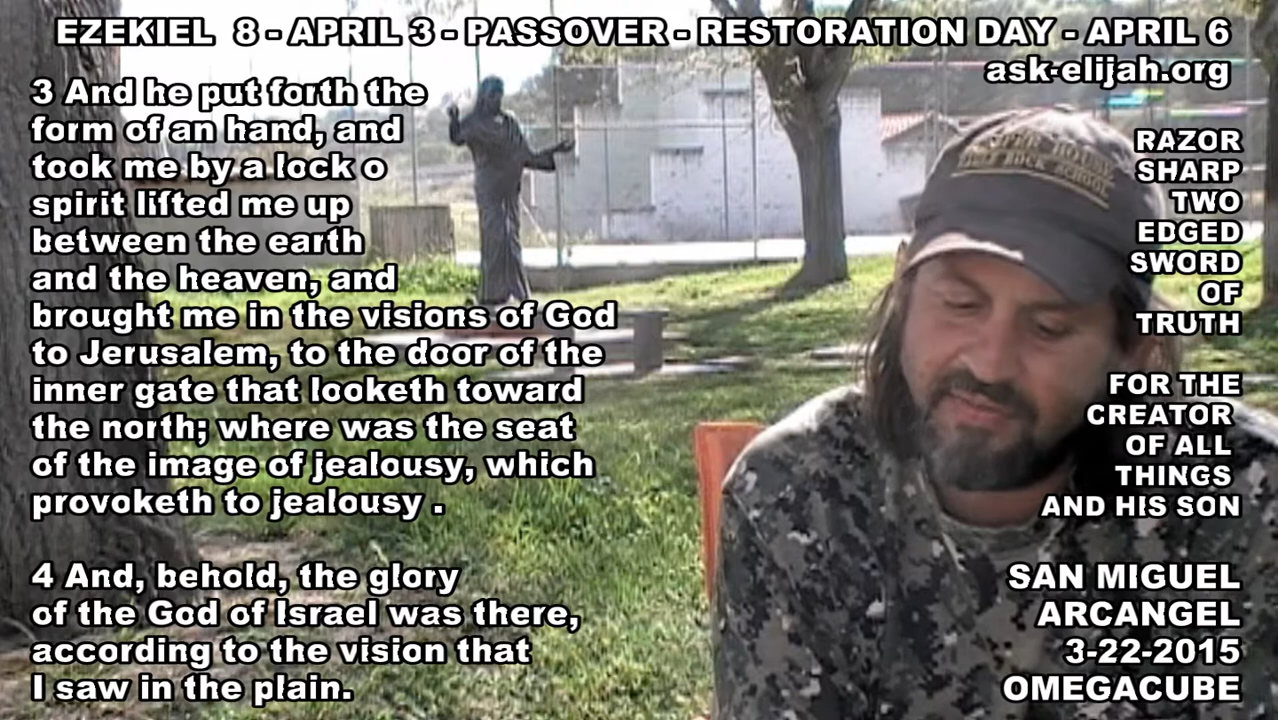 EZEKIEL 8 - APRIL 3 - PASSOVER - RESTORATION DAY - APRIL 6
ask-elijah.org
3 And he put forth the
form of an hand, and
took me by a lock o
spirit lifted me up
between the earth
and the heaven, and
brought me in the visions of God
to Jerusalem, to the door of the
inner gate that looketh toward
the north; where was the seat
of the image of jealousy, which
provoketh to jealousy .
4 And, behold, the glory
of the God of Israel was there,
according to the vision that
I saw in the plain.
RAZOR
SHARP
TWO
EDGED
SWORD
OF
TRUTH
FOR THE
CREATOR
OF ALL
THINGS
AND HIS SON
SAN MIGUEL
ARCANGEL
3-22-2015
OMEGACUBE
HOUSE
ROCK SCHOOL